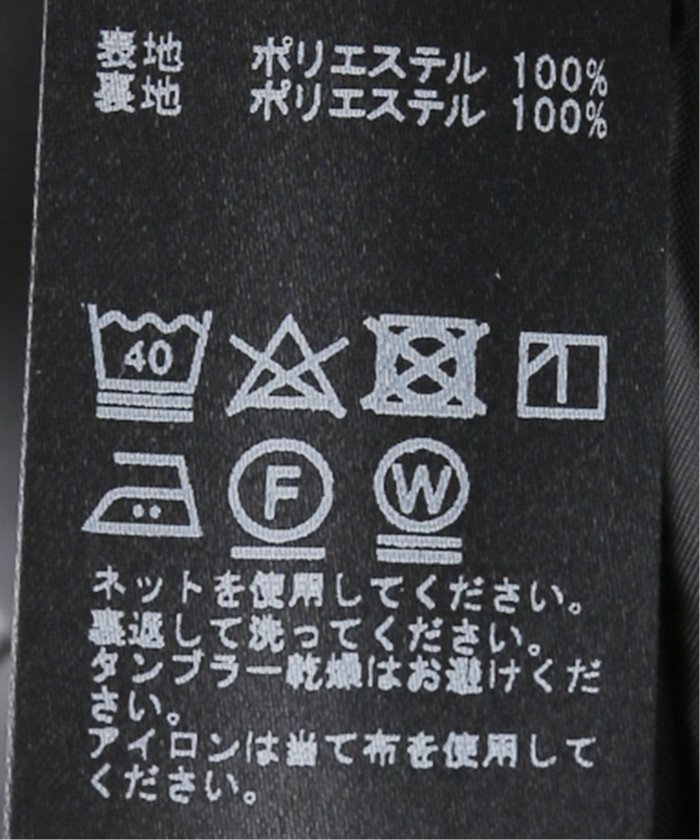 表地 ポリエステル 100%
裏地 ポリエステル 100%
40
F W
ネットを使用してください。
裏返して洗ってください。
タンブラー乾燥はお避けくだ
さい。
アイロンは当て布を使用して
ください。